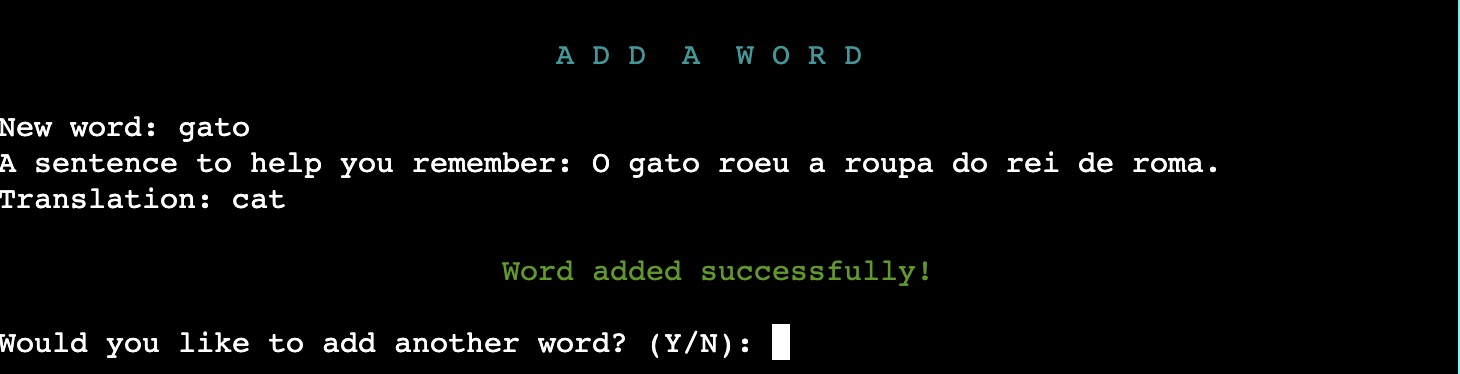 A D D  A  W O R D
New word: gato
A sentence to help you remember: O gato roeu a roupa do rei de roma.
Translation: cat
Word added successfully!
Would you like to add another word? (Y/N):